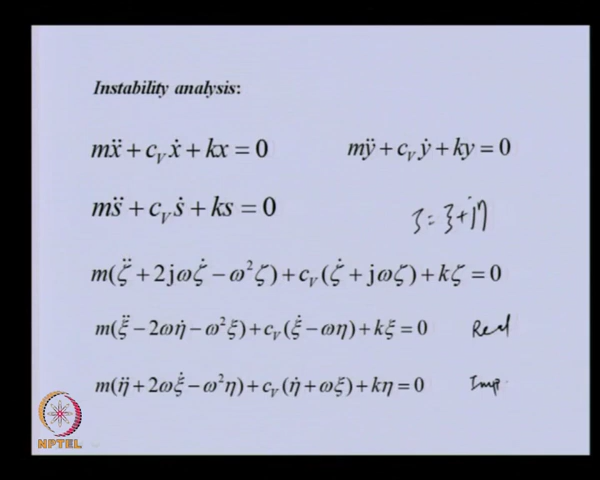 Instability analysis:
mẍ + c_V ẋ + kx = 0    mÿ + c_V ẏ + ky = 0
ms̈ + c_V ṡ + ks = 0    ζ = ξ + jη
m(ζ̈ + 2jωζ̇ − ω²ζ) + c_V(ζ̇ + jωζ) + kζ = 0
m(ξ̈ − 2ωη̇ − ω²ξ) + c_V(ξ̇ − ωη) + kξ = 0    Real
m(η̈ + 2ωξ̇ − ω²η) + c_V(η̇ + ωξ) + kη = 0    Imp.
NPTEL